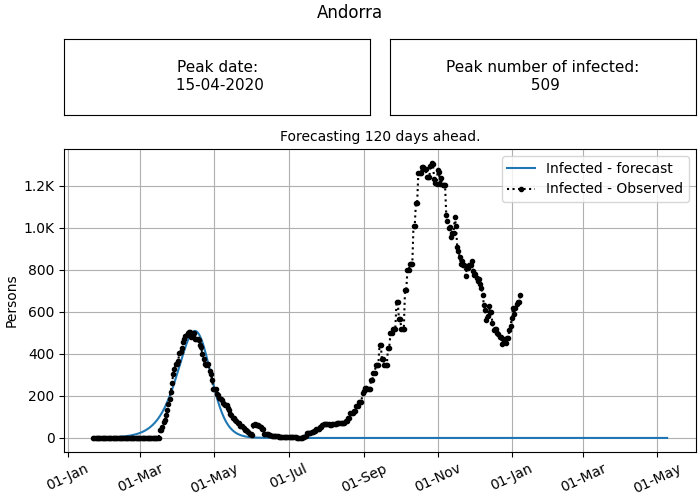 Andorra
Peak date:
15-04-2020
Peak number of infected:
509
Forecasting 120 days ahead.
Infected - forecast
Infected - Observed
1.2K
1.0K
800
600
400
200
0
Persons
01-Jan
01-Mar
01-May
01-Jul
01-Sep
01-Nov
01-Jan
01-Mar
01-May